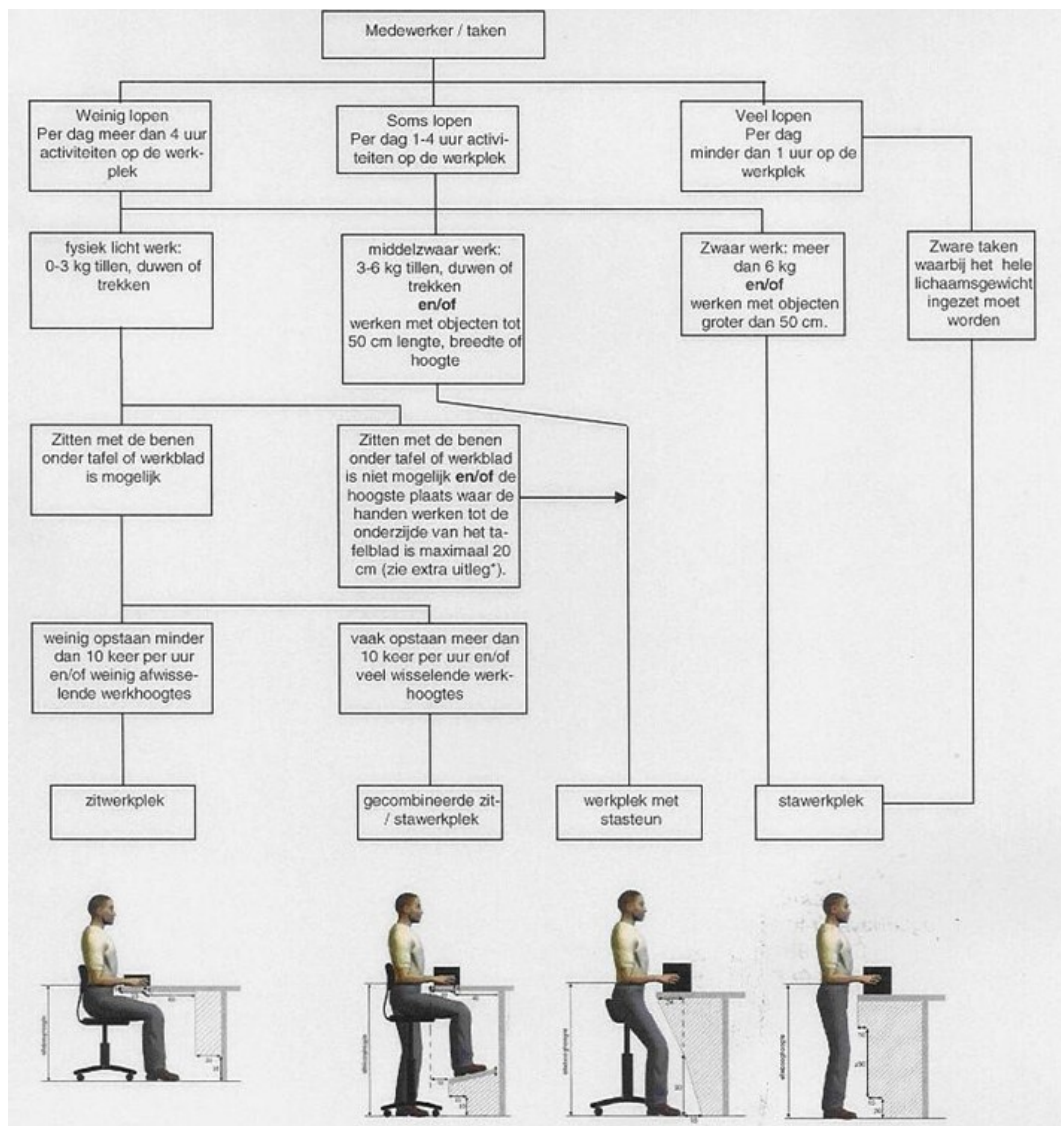 Medewerker / taken
Weinig lopen
Per dag meer dan 4 uur
activiteiten op de werk-
plek
Soms lopen
Per dag 1-4 uur activi-
teiten op de werkplek
Veel lopen
Per dag
minder dan 1 uur op de
werkplek
fysiek licht werk:
0-3 kg tillen, duwen of
trekken
middelzwaar werk:
3-6 kg tillen, duwen of
trekken
en/of
werken met objecten tot
50 cm lengte, breedte of
hoogte
Zwaar werk: meer
dan 6 kg
en/of
werken met objecten
groter dan 50 cm.
Zware taken
waarbij het hele
lichaamsgewicht
ingezet moet
worden
Zitten met de benen
onder tafel of werkblad
is mogelijk
Zitten met de benen
onder tafel of werkblad
is niet mogelijk en/of de
hoogste plaats waar de
handen werken tot de
onderzijde van het ta-
felblad is maximaal 20
cm (zie extra uitleg*).
weinig opstaan minder
dan 10 keer per uur
en/of weinig afwisse-
lende werkhoogtes
vaak opstaan meer dan
10 keer per uur en/of
veel wisselende werk-
hoogtes
zitwerkplek
gecombineerde zit-
/ stawerkplek
werkplek met
stasteun
stawerkplek